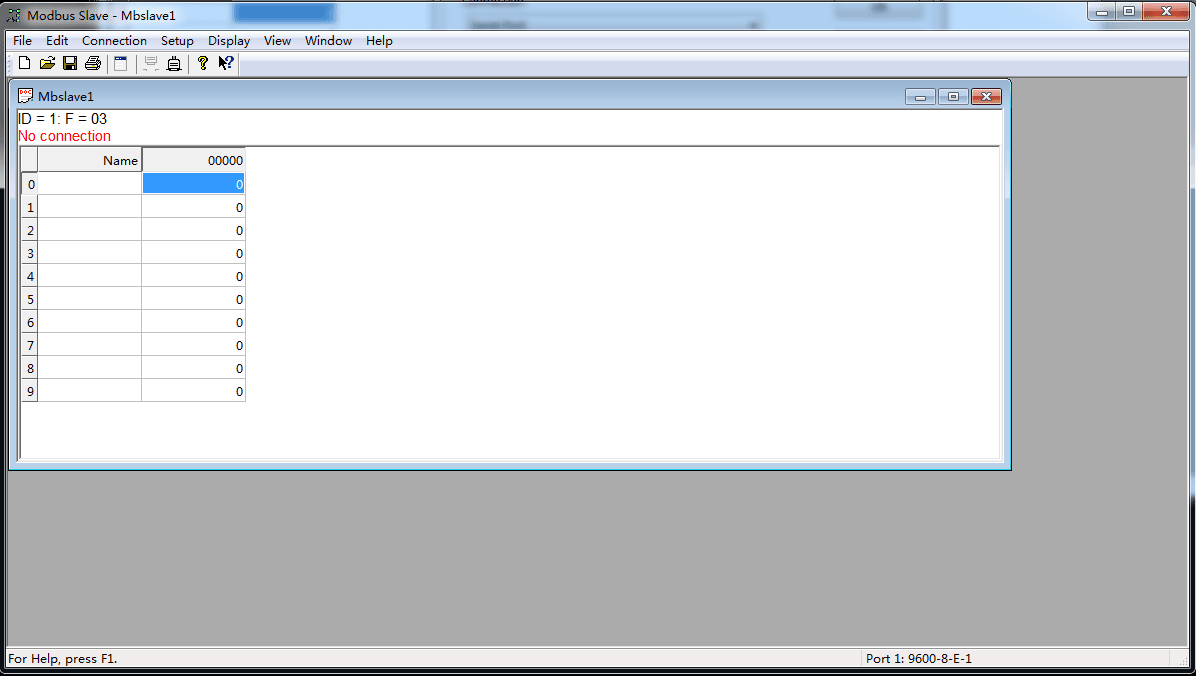 Modbus Slave - Mbslave1
File Edit Connection Setup Display View Window Help
Mbslave1
ID = 1: F = 03
No connection
Name 00000
0 0
1 0
2 0
3 0
4 0
5 0
6 0
7 0
8 0
9 0
For Help, press F1. Port 1: 9600-8-E-1